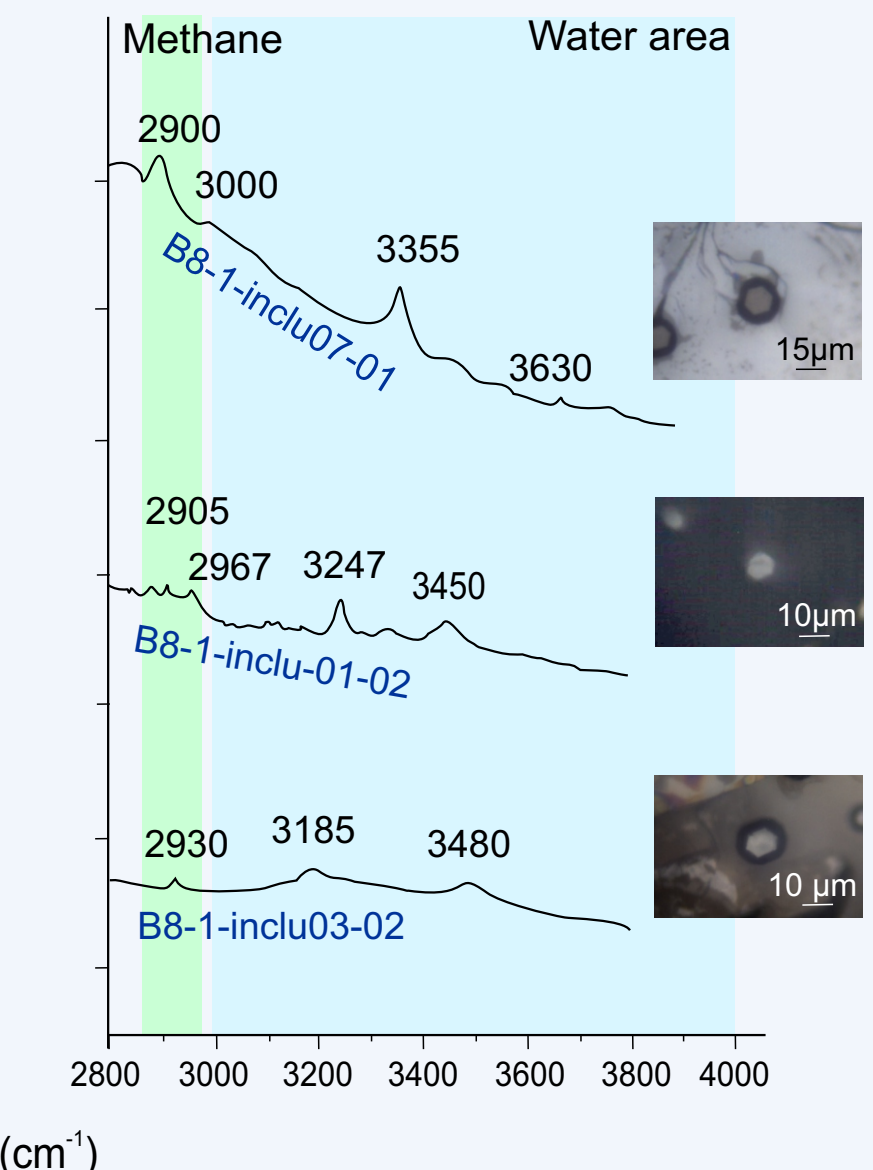 Methane Water area
2900
3000
3355
3630
B8-1-inclu07-01
15µm
2905
2967
3247
3450
B8-1-inclu-01-02
10µm
2930
3185
3480
B8-1-inclu03-02
10 µm
2800 3000 3200 3400 3600 3800 4000
(cm-1)